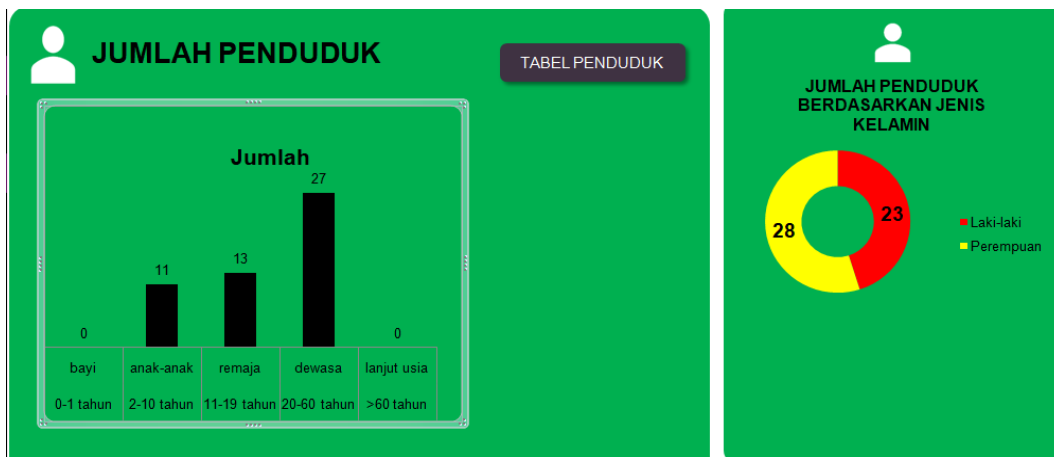 JUMLAH PENDUDUK
TABEL PENDUDUK
Jumlah
27
13
11
0
0
bayi anak-anak remaja dewasa lanjut usia
0-1 tahun 2-10 tahun 11-19 tahun 20-60 tahun >60 tahun
JUMLAH PENDUDUK
BERDASARKAN JENIS
KELAMIN
28
23
Laki-laki
Perempuan